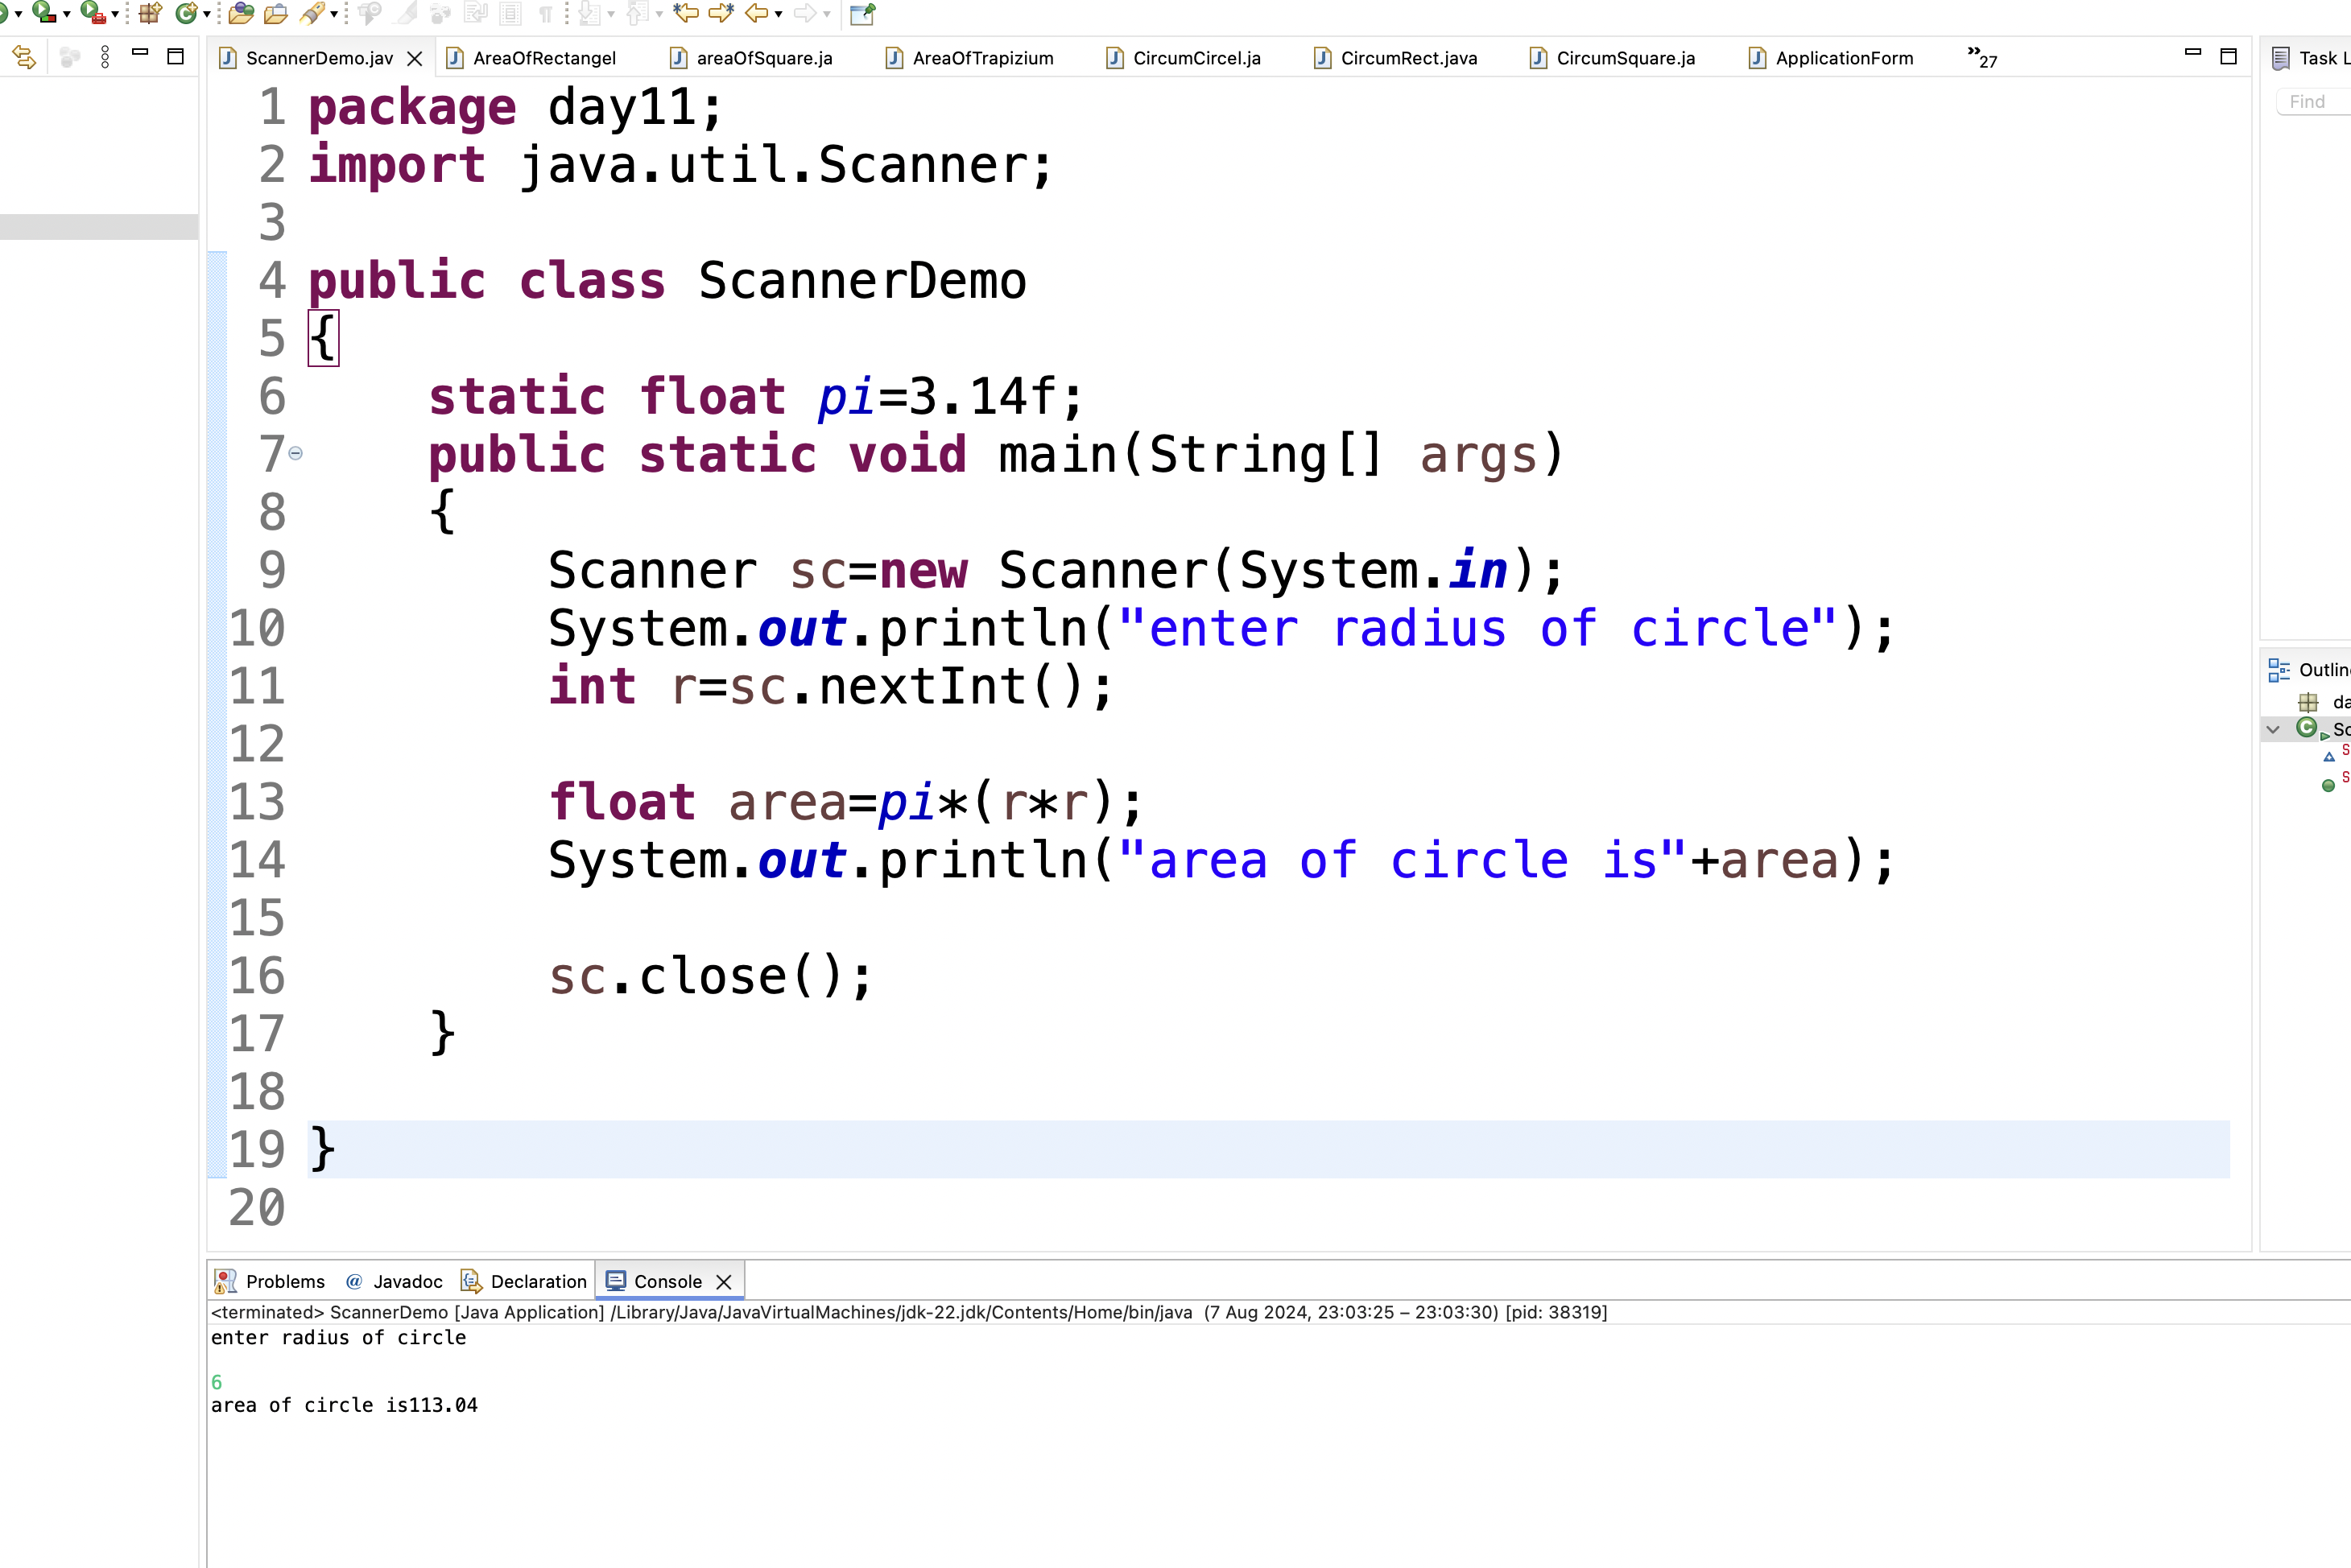 ScannerDemo.jav AreaOfRectangel areaOfSquare.ja AreaOfTrapizium CircumCircel.ja CircumRect.java CircumSquare.ja ApplicationForm »27 Task L
Find
1 package day11;
2 import java.util.Scanner;
3
4 public class ScannerDemo
5 {
6 static float pi=3.14f;
7 public static void main(String[] args)
8 {
9 Scanner sc=new Scanner(System.in);
10 System.out.println("enter radius of circle");
11 int r=sc.nextInt();
12
13 float area=pi*(r*r);
14 System.out.println("area of circle is"+area);
15
16 sc.close();
17 }
18
19 }
20
Outlin
da
Sc
S
S
Problems @ Javadoc Declaration Console
<terminated> ScannerDemo [Java Application] /Library/Java/JavaVirtualMachines/jdk-22.jdk/Contents/Home/bin/java (7 Aug 2024, 23:03:25 – 23:03:30) [pid: 38319]
enter radius of circle
6
area of circle is113.04